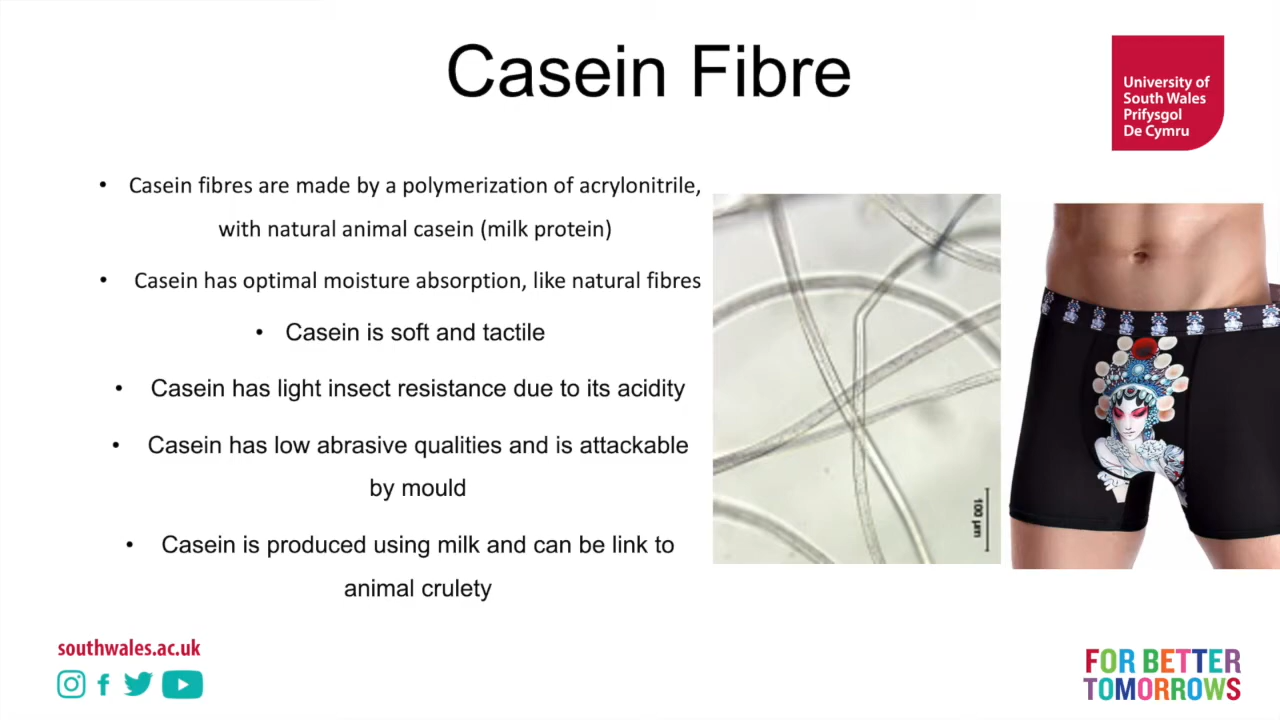 Casein Fibre
University of
South Wales
Prifysgol
De Cymru
• Casein fibres are made by a polymerization of acrylonitrile,
with natural animal casein (milk protein)
• Casein has optimal moisture absorption, like natural fibres
• Casein is soft and tactile
• Casein has light insect resistance due to its acidity
• Casein has low abrasive qualities and is attackable
by mould
• Casein is produced using milk and can be link to
animal crulety
100 µm
southwales.ac.uk
FOR BETTER
TOMORROWS